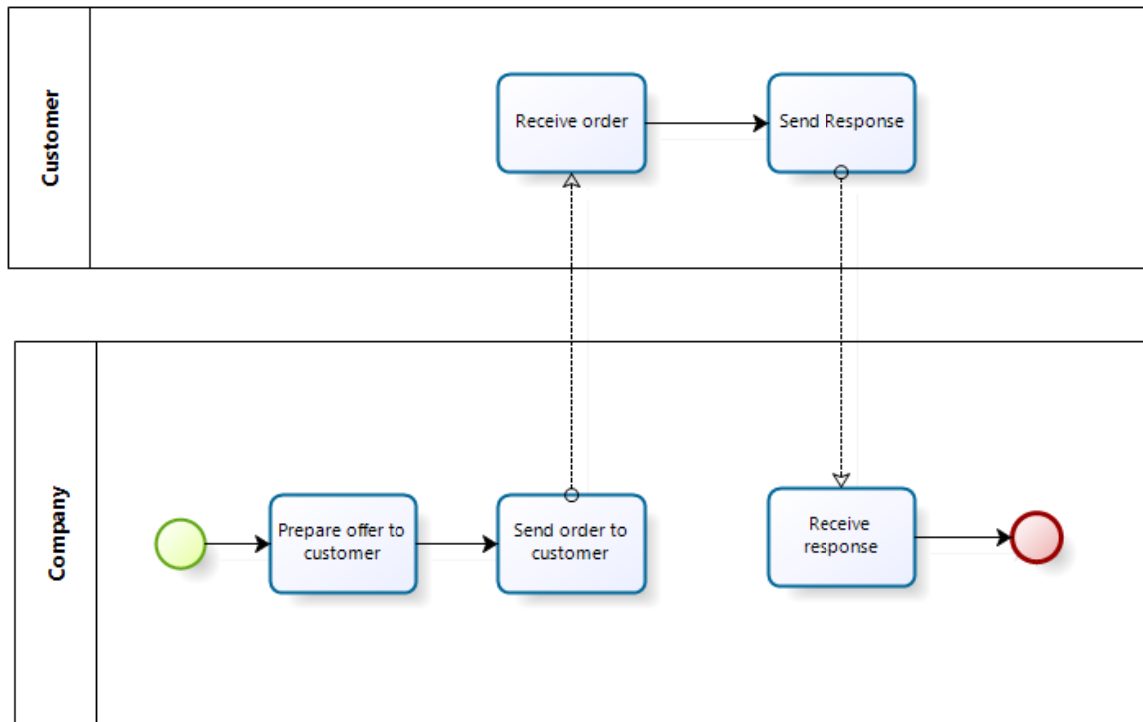 Customer
Receive order
Send Response
Company
Prepare offer to
customer
Send order to
customer
Receive
response